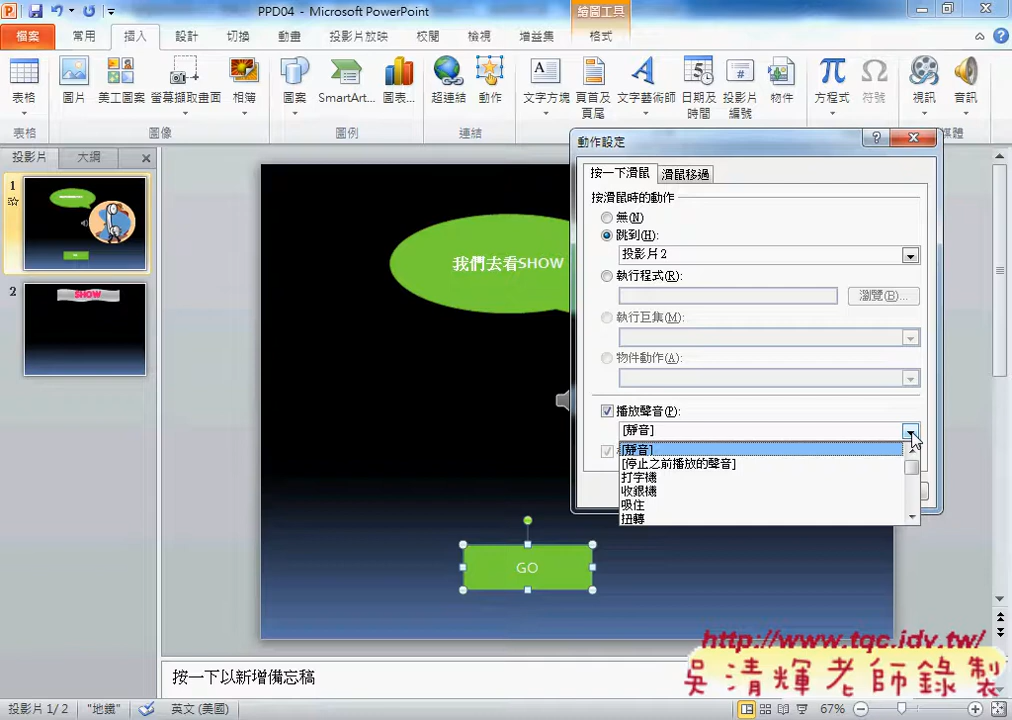 PPD04 - Microsoft PowerPoint
繪圖工具
檔案 常用 插入 設計 切換 動畫 投影片放映 校閱 檢視 增益集 格式
表格 圖片 美工圖案 螢幕擷取畫面 相簿 圖案 SmartArt... 圖表... 超連結 動作 文字方塊 頁首及頁尾 文字藝術師 日期及時間 投影片編號 物件 方程式 符號 視訊 音訊
表格 圖像 圖例 連結
投影片 大綱
1
2
SHOW
我們去看SHOW
GO
動作設定
按一下滑鼠 滑鼠移過
按滑鼠時的動作
無(N)
跳到(H):
投影片 2
執行程式(R):
瀏覽(B)...
執行巨集(M):
物件動作(A):
播放聲音(P):
[靜音]
[靜音]
[停止之前播放的聲音]
打字機
收銀機
吸住
扭轉
按一下以新增備忘稿
http://www.tqc.idv.tw/
吳清輝老師錄製
投影片 1/2 "地鐵" 英文 (美國) 67%